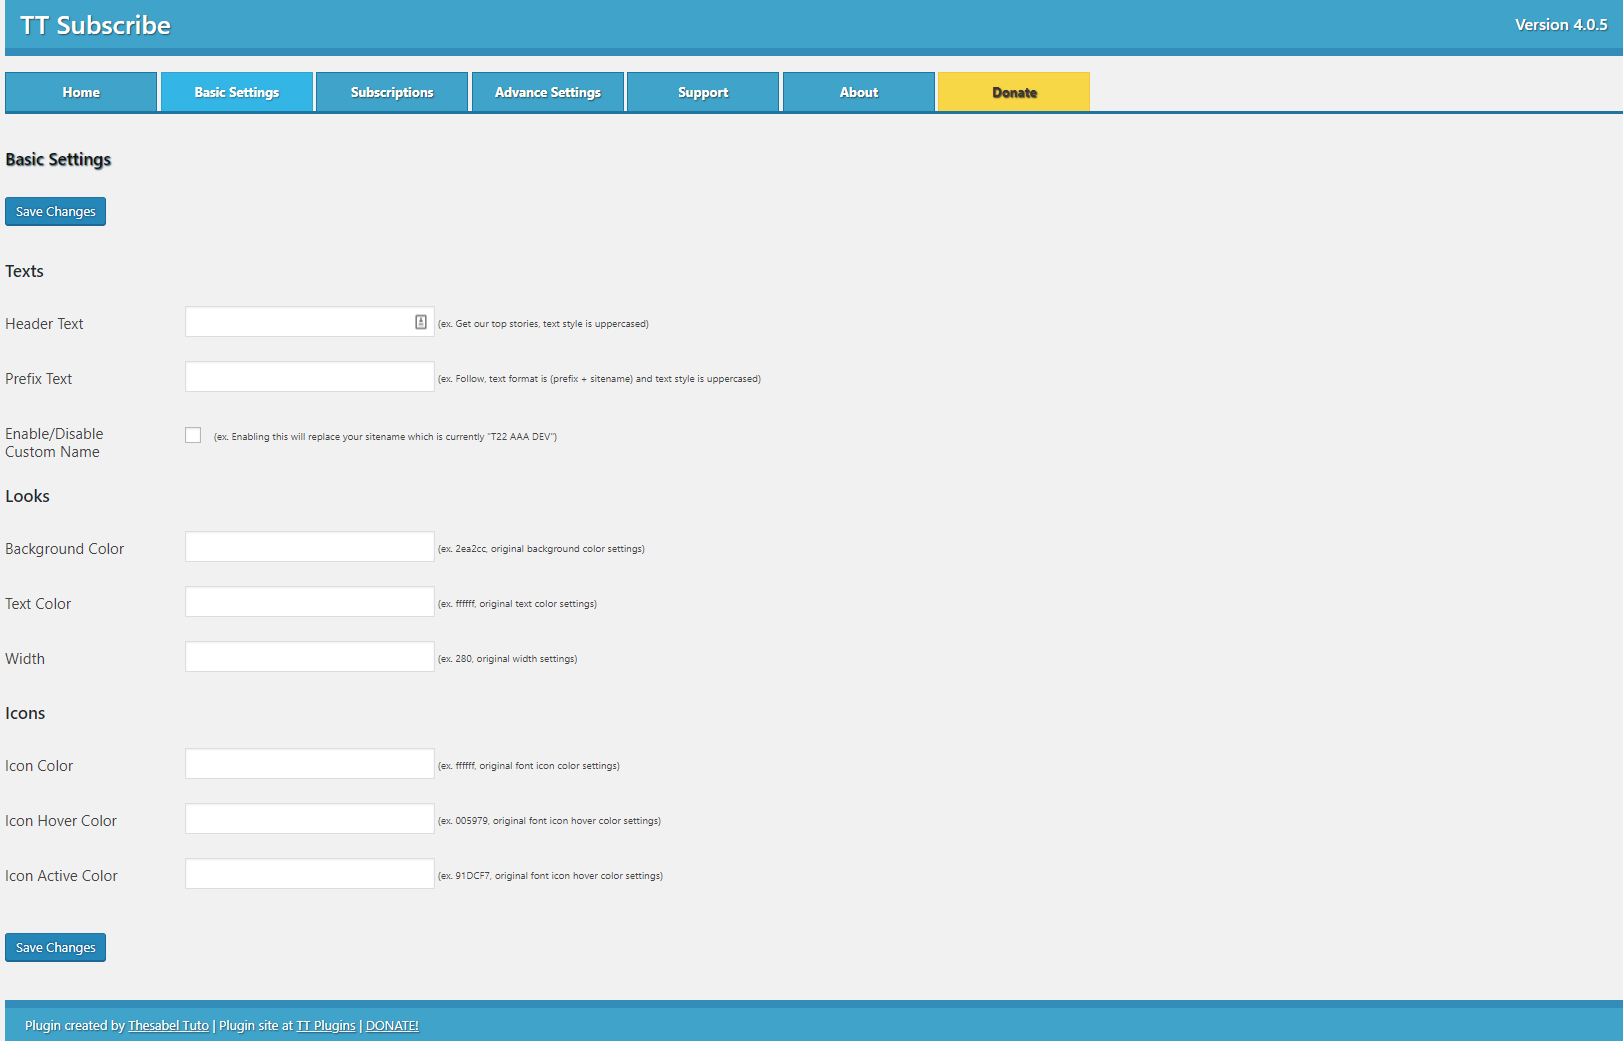 TT Subscribe
Version 4.0.5
Home
Basic Settings
Subscriptions
Advance Settings
Support
About
Donate
Basic Settings
Save Changes
Texts
Header Text
(ex. Get our top stories, text style is uppercased)
Prefix Text
(ex. Follow, text format is (prefix + sitename) and text style is uppercased)
Enable/Disable
Custom Name
(ex. Enabling this will replace your sitename which is currently "T22 AAA DEV")
Looks
Background Color
(ex. 2ea2cc, original background color settings)
Text Color
(ex. ffffff, original text color settings)
Width
(ex. 280, original width settings)
Icons
Icon Color
(ex. ffffff, original font icon color settings)
Icon Hover Color
(ex. 005979, original font icon hover color settings)
Icon Active Color
(ex. 91DCF7, original font icon hover color settings)
Save Changes
Plugin created by Thesabel Tuto | Plugin site at TT Plugins | DONATE!